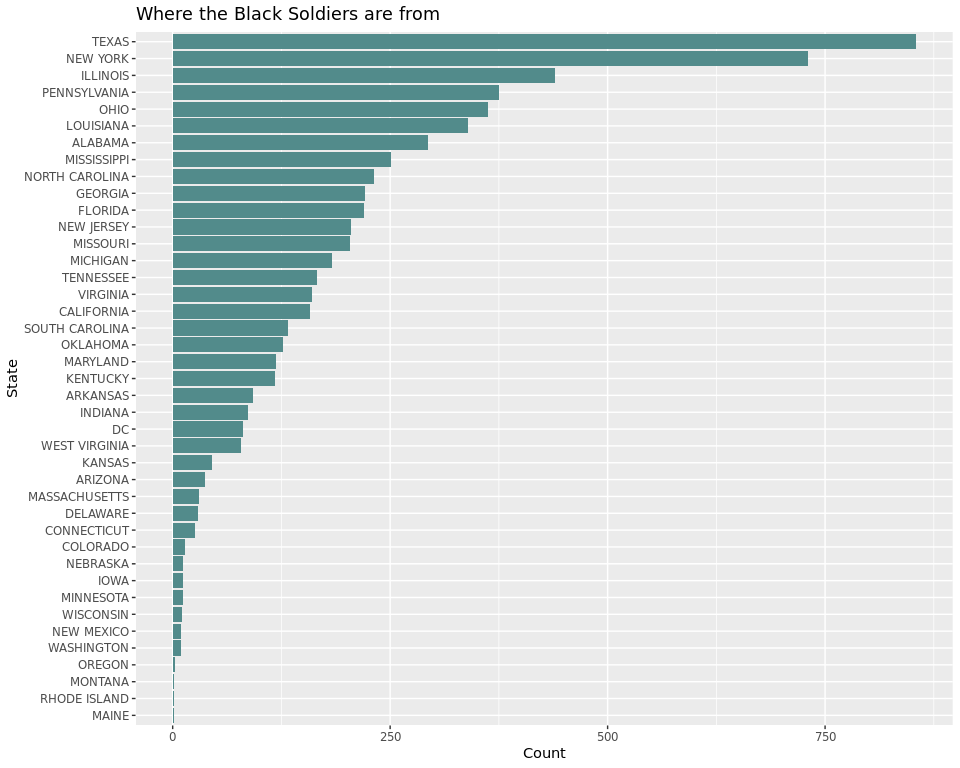 Where the Black Soldiers are from
TEXAS
NEW YORK
ILLINOIS
PENNSYLVANIA
OHIO
LOUISIANA
ALABAMA
MISSISSIPPI
NORTH CAROLINA
GEORGIA
FLORIDA
NEW JERSEY
MISSOURI
MICHIGAN
TENNESSEE
VIRGINIA
CALIFORNIA
SOUTH CAROLINA
OKLAHOMA
MARYLAND
KENTUCKY
ARKANSAS
INDIANA
DC
WEST VIRGINIA
KANSAS
ARIZONA
MASSACHUSETTS
DELAWARE
CONNECTICUT
COLORADO
NEBRASKA
IOWA
MINNESOTA
WISCONSIN
NEW MEXICO
WASHINGTON
OREGON
MONTANA
RHODE ISLAND
MAINE
State
0 250 500 750
Count